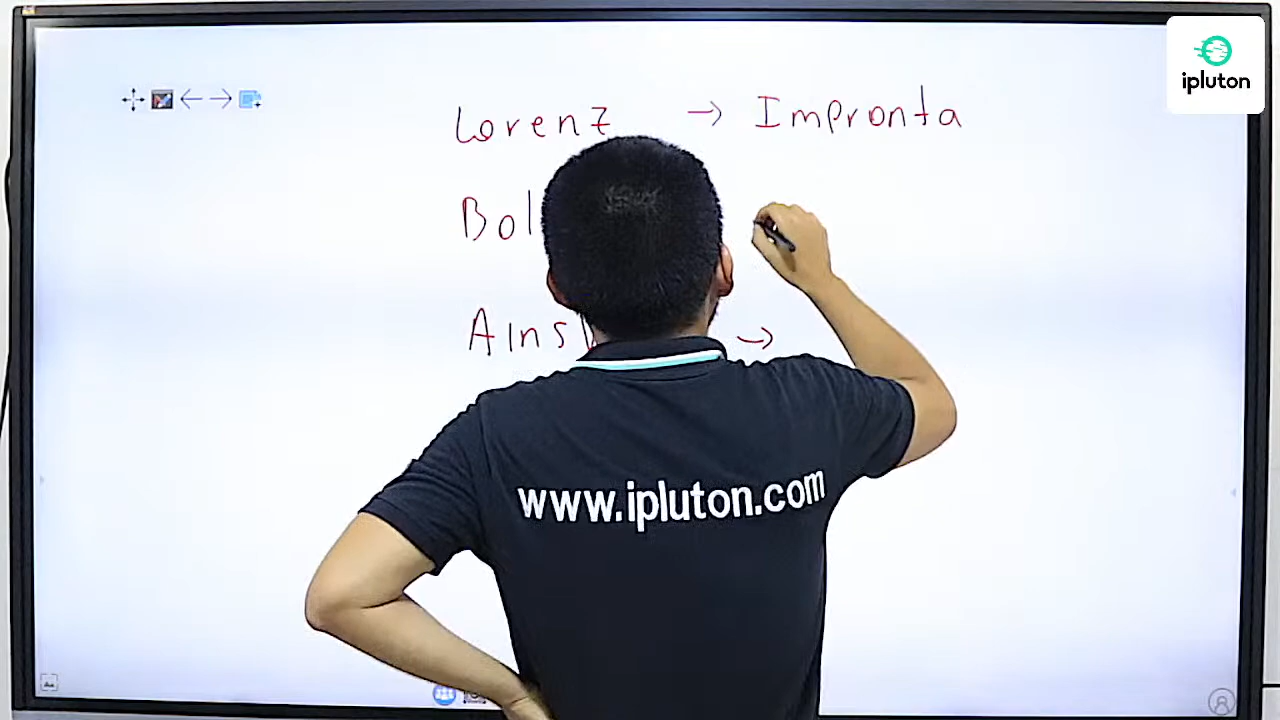 ipluton
Lorenz → Impronta
Bol
Ains
→
www.ipluton.com